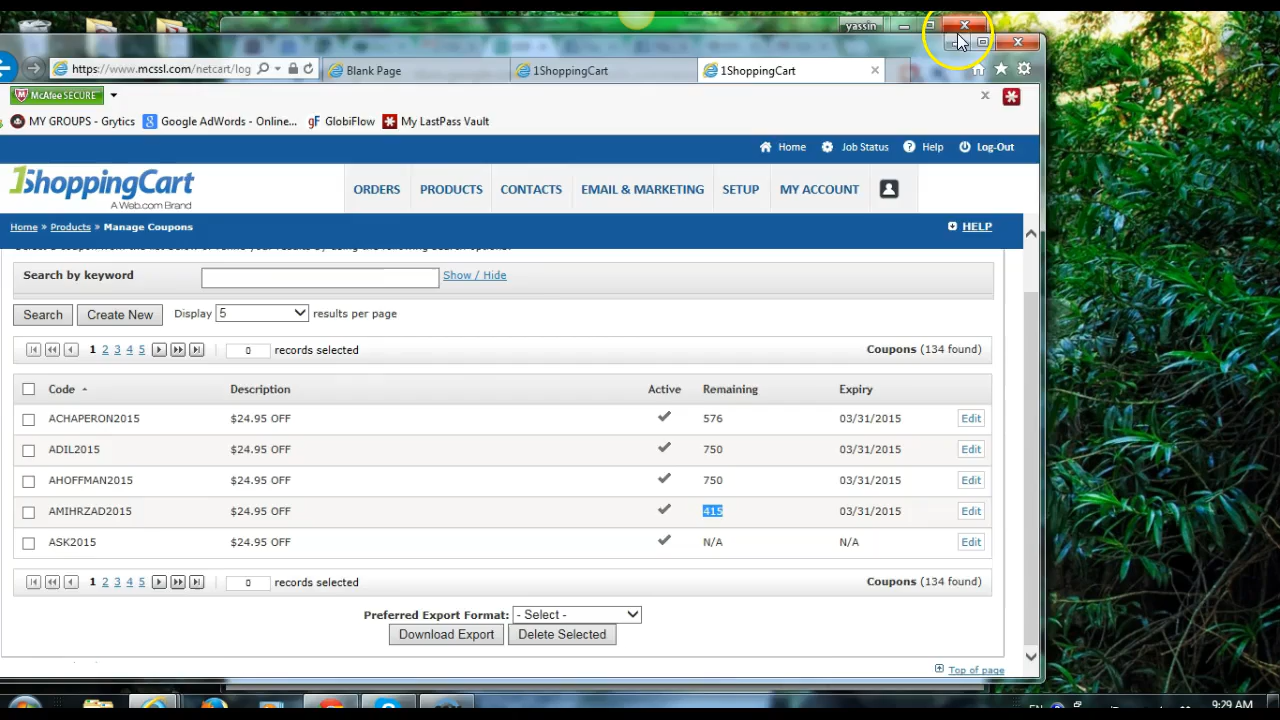 yassin
https://www.mcssl.com/netcart/log
Blank Page
1ShoppingCart
1ShoppingCart
McAfee SECURE
MY GROUPS - Grytics
Google AdWords - Online...
gF GlobiFlow
My LastPass Vault
Home
Job Status
Help
Log-Out
1ShoppingCart
A Web.com Brand
ORDERS PRODUCTS CONTACTS EMAIL & MARKETING SETUP MY ACCOUNT
Home » Products » Manage Coupons
HELP
Search by keyword
Show / Hide
Search
Create New
Display 5 results per page
1 2 3 4 5
0 records selected
Coupons (134 found)
Code Description Active Remaining Expiry
ACHAPERON2015 $24.95 OFF 576 03/31/2015 Edit
ADIL2015 $24.95 OFF 750 03/31/2015 Edit
AHOFFMAN2015 $24.95 OFF 750 03/31/2015 Edit
AMIHRZAD2015 $24.95 OFF 415 03/31/2015 Edit
ASK2015 $24.95 OFF N/A N/A Edit
1 2 3 4 5
0 records selected
Coupons (134 found)
Preferred Export Format: - Select -
Download Export
Delete Selected
Top of page
EN
9:29 AM